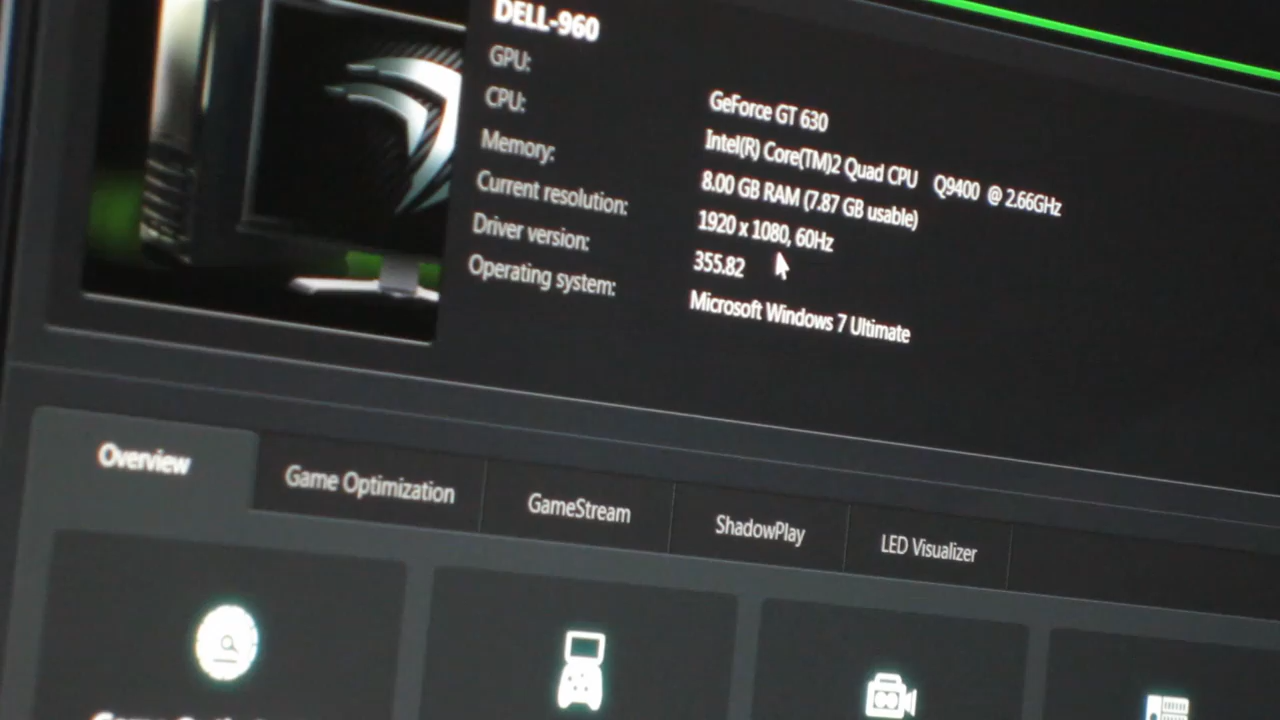 DELL-960
GPU: GeForce GT 630
CPU: Intel(R) Core(TM)2 Quad CPU Q9400 @ 2.66GHz
Memory: 8.00 GB RAM (7.87 GB usable)
Current resolution: 1920 x 1080, 60Hz
Driver version: 355.82
Operating system: Microsoft Windows 7 Ultimate
Overview
Game Optimization
GameStream
ShadowPlay
LED Visualizer